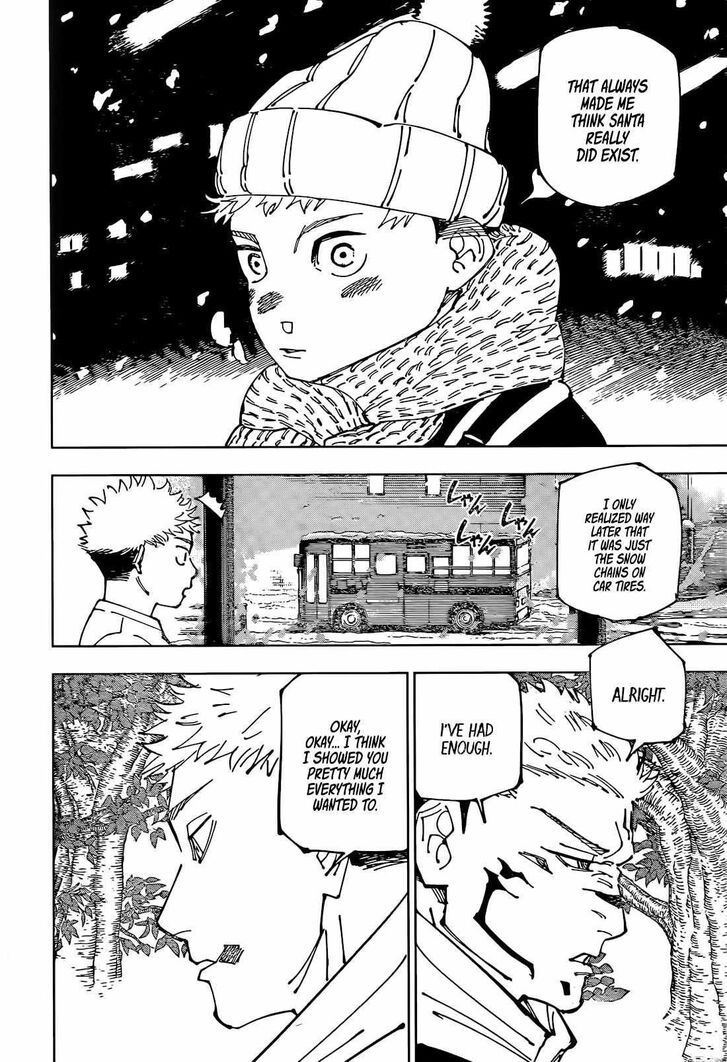 THAT ALWAYS
MADE ME
THINK SANTA
REALLY
DID EXIST.
I ONLY
REALIZED WAY
LATER THAT
IT WAS JUST
THE SNOW
CHAINS ON
CAR TIRES.
しゃん
しゃん
しゃん
ALRIGHT.
I'VE HAD
ENOUGH.
OKAY,
OKAY... I THINK
I SHOWED YOU
PRETTY MUCH
EVERYTHING I
WANTED TO.